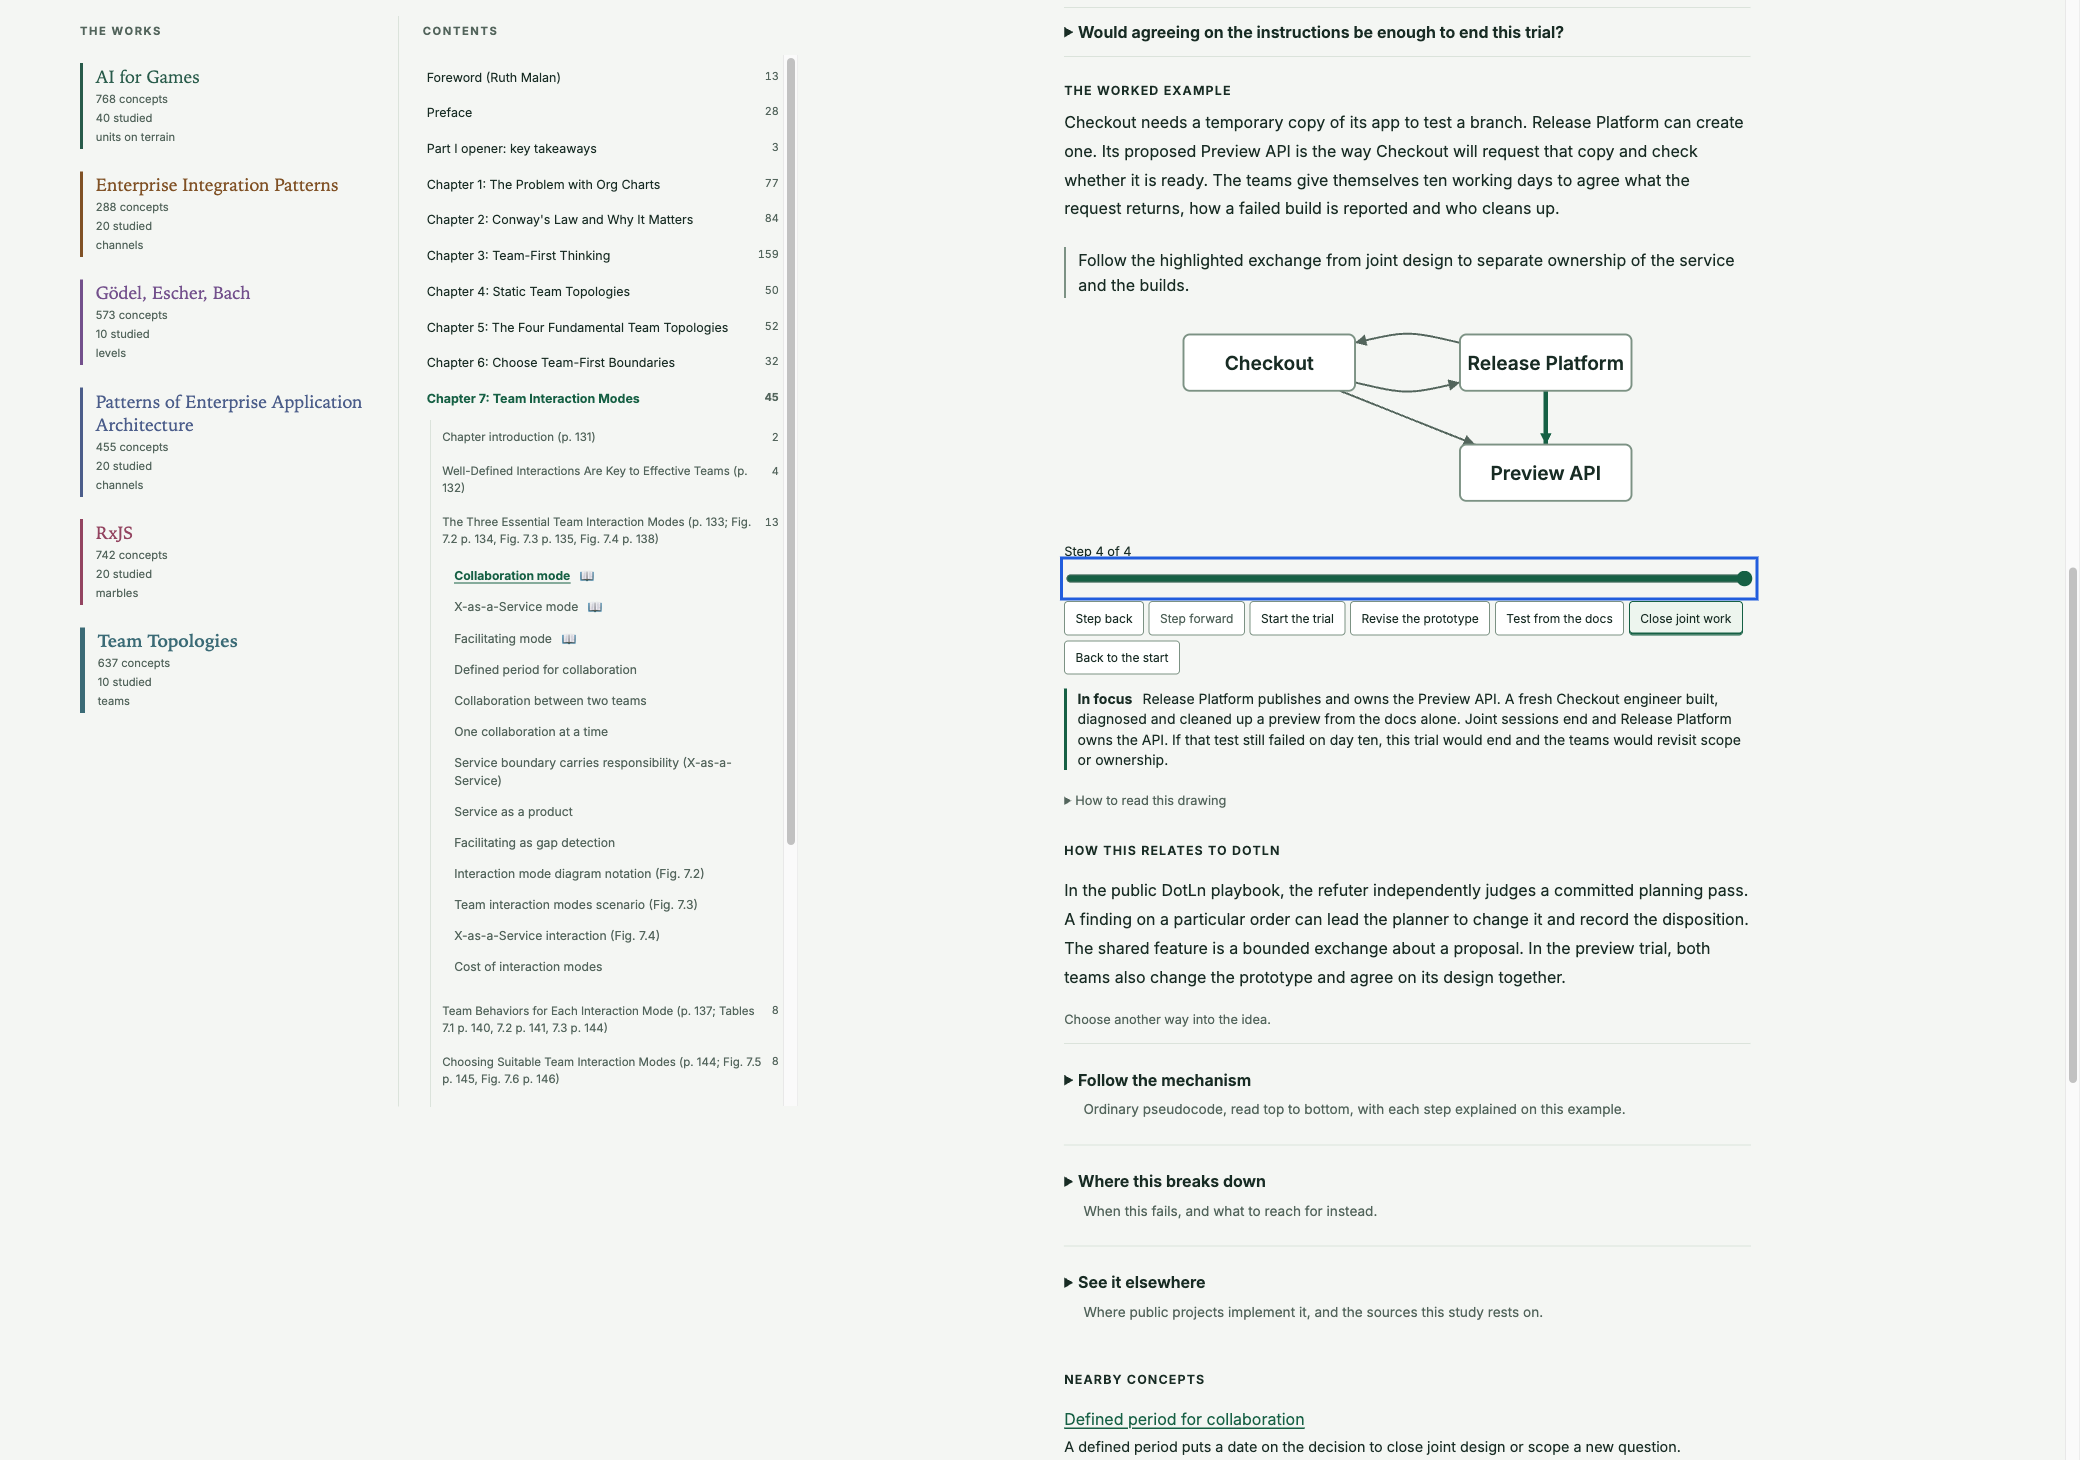 THE WORKS
AI for Games
768 concepts
40 studied
units on terrain
Enterprise Integration Patterns
288 concepts
20 studied
channels
Gödel, Escher, Bach
573 concepts
10 studied
levels
Patterns of Enterprise Application
Architecture
455 concepts
20 studied
channels
RxJS
742 concepts
20 studied
marbles
Team Topologies
637 concepts
10 studied
teams
CONTENTS
Foreword (Ruth Malan) 13
Preface 28
Part I opener: key takeaways 3
Chapter 1: The Problem with Org Charts 77
Chapter 2: Conway's Law and Why It Matters 84
Chapter 3: Team-First Thinking 159
Chapter 4: Static Team Topologies 50
Chapter 5: The Four Fundamental Team Topologies 52
Chapter 6: Choose Team-First Boundaries 32
Chapter 7: Team Interaction Modes 45
Chapter introduction (p. 131) 2
Well-Defined Interactions Are Key to Effective Teams (p. 4
132)
The Three Essential Team Interaction Modes (p. 133; Fig. 13
7.2 p. 134, Fig. 7.3 p. 135, Fig. 7.4 p. 138)
Collaboration mode
X-as-a-Service mode
Facilitating mode
Defined period for collaboration
Collaboration between two teams
One collaboration at a time
Service boundary carries responsibility (X-as-a-
Service)
Service as a product
Facilitating as gap detection
Interaction mode diagram notation (Fig. 7.2)
Team interaction modes scenario (Fig. 7.3)
X-as-a-Service interaction (Fig. 7.4)
Cost of interaction modes
Team Behaviors for Each Interaction Mode (p. 137; Tables 8
7.1 p. 140, 7.2 p. 141, 7.3 p. 144)
Choosing Suitable Team Interaction Modes (p. 144; Fig. 7.5 8
p. 145, Fig. 7.6 p. 146)
Would agreeing on the instructions be enough to end this trial?
THE WORKED EXAMPLE
Checkout needs a temporary copy of its app to test a branch. Release Platform can create
one. Its proposed Preview API is the way Checkout will request that copy and check
whether it is ready. The teams give themselves ten working days to agree what the
request returns, how a failed build is reported and who cleans up.
Follow the highlighted exchange from joint design to separate ownership of the service
and the builds.
Checkout
Release Platform
Preview API
Step 4 of 4
Step back
Step forward
Start the trial
Revise the prototype
Test from the docs
Close joint work
Back to the start
In focus Release Platform publishes and owns the Preview API. A fresh Checkout engineer built,
diagnosed and cleaned up a preview from the docs alone. Joint sessions end and Release Platform
owns the API. If that test still failed on day ten, this trial would end and the teams would revisit scope
or ownership.
How to read this drawing
HOW THIS RELATES TO DOTLN
In the public DotLn playbook, the refuter independently judges a committed planning pass.
A finding on a particular order can lead the planner to change it and record the disposition.
The shared feature is a bounded exchange about a proposal. In the preview trial, both
teams also change the prototype and agree on its design together.
Choose another way into the idea.
Follow the mechanism
Ordinary pseudocode, read top to bottom, with each step explained on this example.
Where this breaks down
When this fails, and what to reach for instead.
See it elsewhere
Where public projects implement it, and the sources this study rests on.
NEARBY CONCEPTS
Defined period for collaboration
A defined period puts a date on the decision to close joint design or scope a new question.